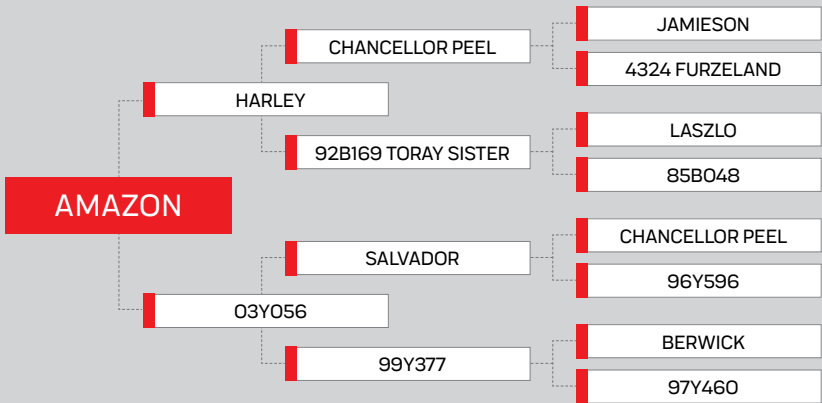 JAMIESON
CHANCELLOR PEEL
4324 FURZELAND
HARLEY
LASZLO
92B169 TORAY SISTER
85B048
AMAZON
CHANCELLOR PEEL
SALVADOR
96Y596
03Y056
BERWICK
99Y377
97Y460